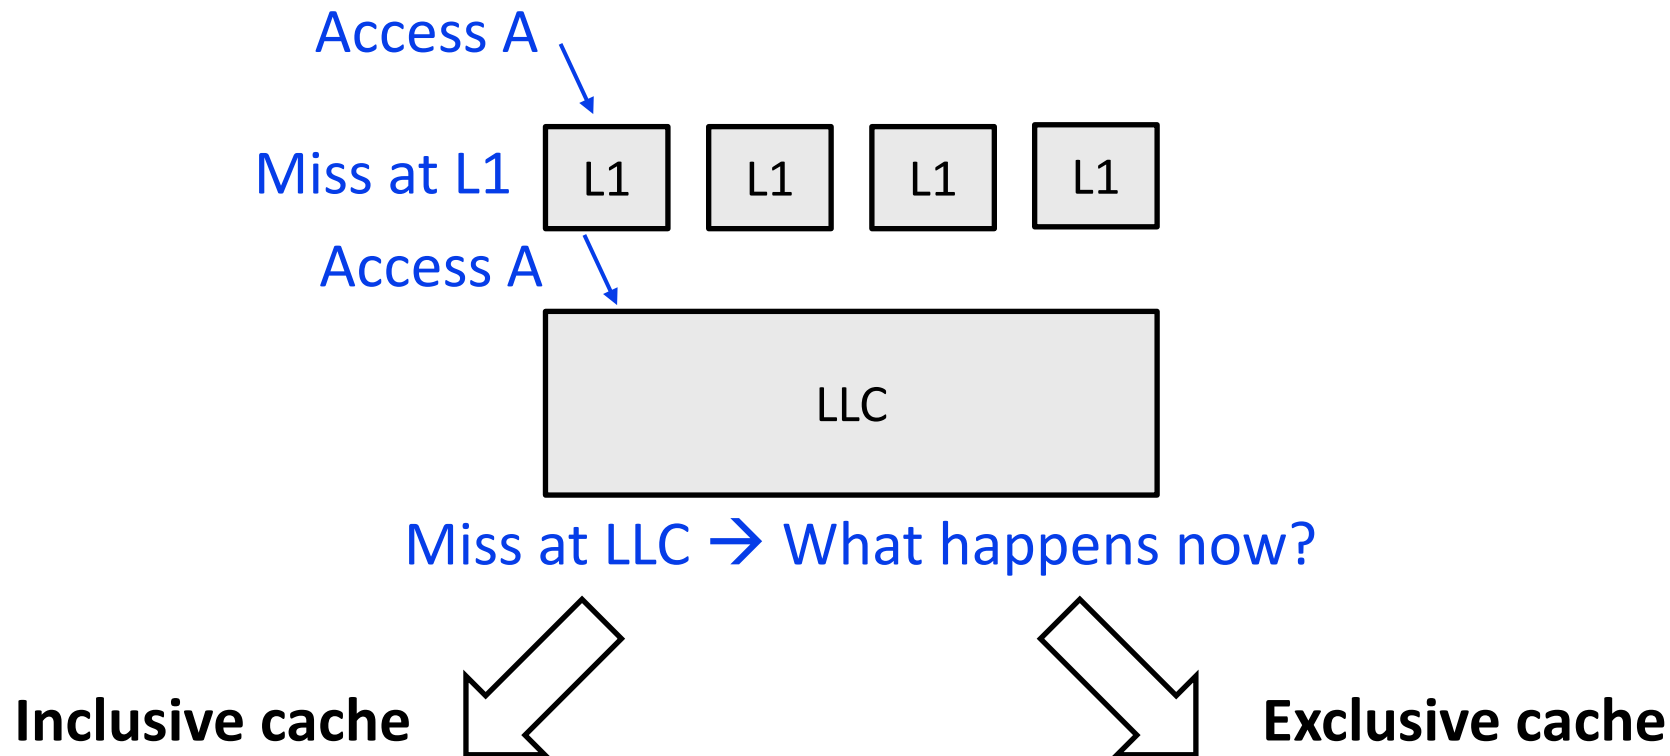 Access A
Miss at L1
L1
L1
L1
L1
Access A
LLC
Miss at LLC → What happens now?
Inclusive cache
Exclusive cache